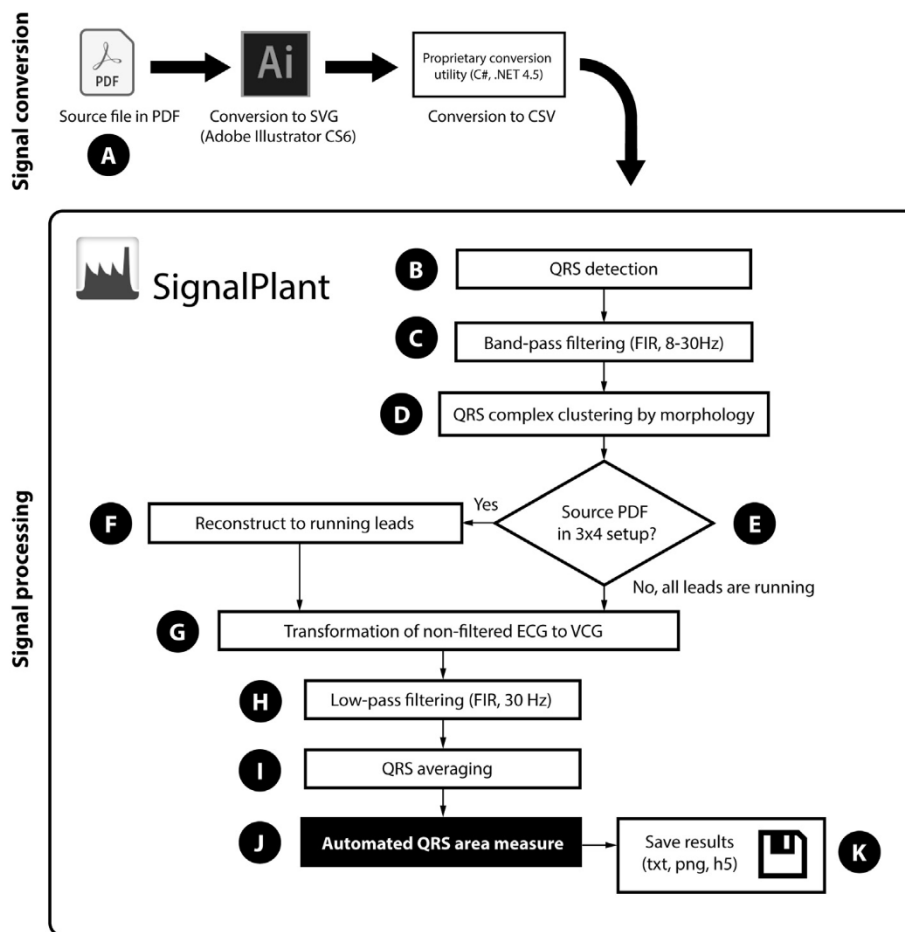 Signal conversion
PDF
Source file in PDF
A
Ai
Conversion to SVG
(Adobe Illustrator CS6)
Proprietary conversion
utility (C#, .NET 4.5)
Conversion to CSV
Signal processing
SignalPlant
B
QRS detection
C
Band-pass filtering (FIR, 8-30Hz)
D
QRS complex clustering by morphology
F
Reconstruct to running leads
Yes
Source PDF
in 3x4 setup?
E
No, all leads are running
G
Transformation of non-filtered ECG to VCG
H
Low-pass filtering (FIR, 30 Hz)
I
QRS averaging
J
Automated QRS area measure
Save results
(txt, png, h5)
K